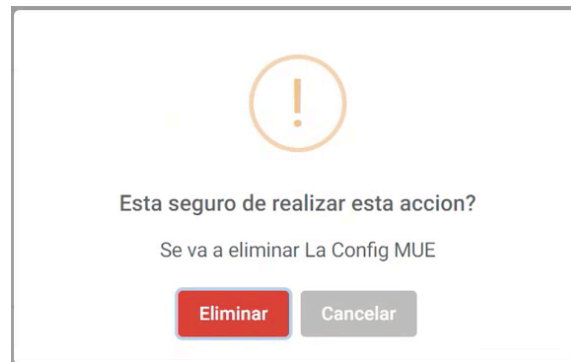 Esta seguro de realizar esta accion?
Se va a eliminar La Config MUE
Eliminar
Cancelar